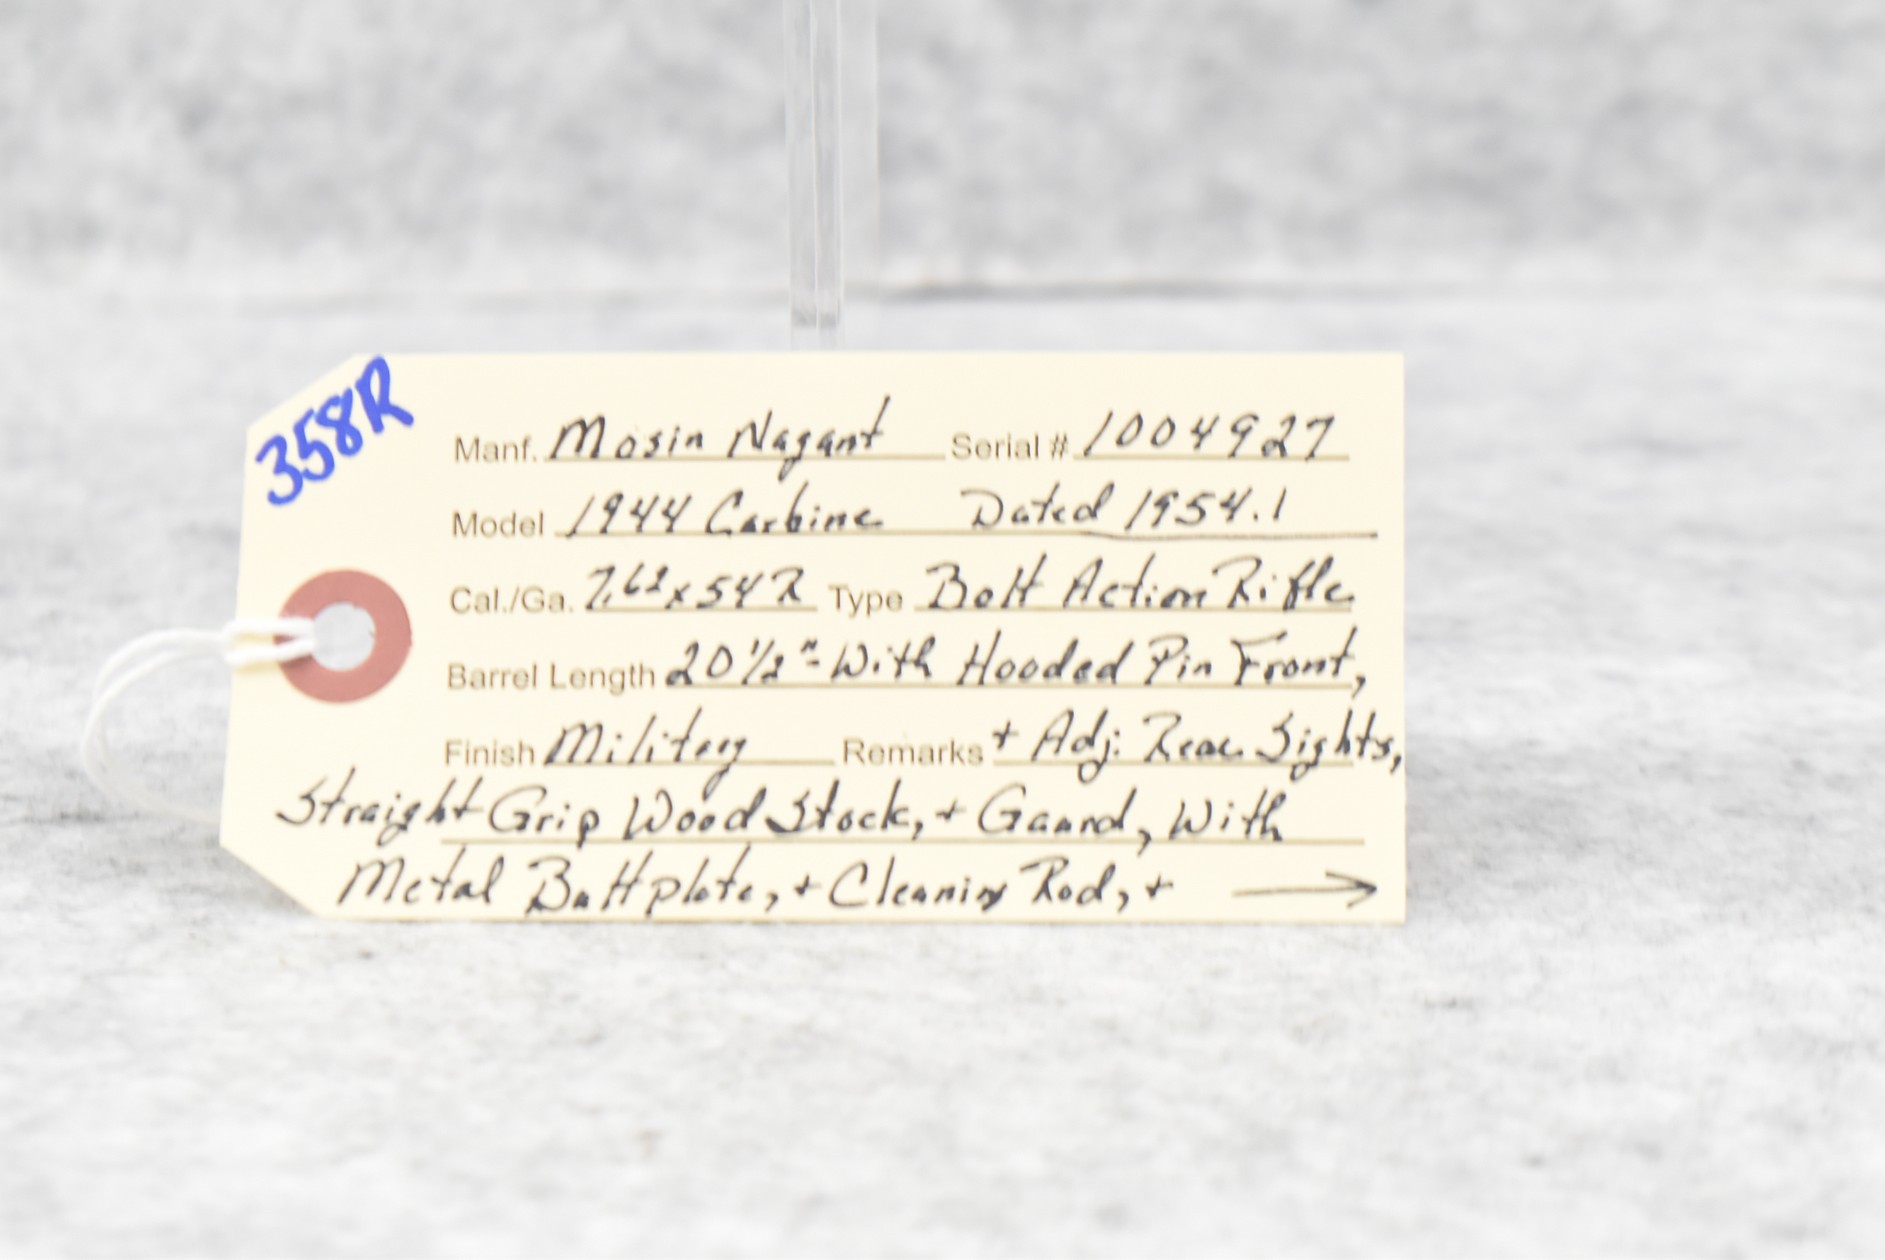 358R
Manf. Mosin Nagant Serial # 1004927
Model 1944 Carbine Dated 1954.1
Cal./Ga. 7.62x54R Type Bolt Action Rifle
Barrel Length 20 1/2" - With Hooded Pin Front,
Finish Military Remarks + Adj. Rear Sights,
Straight Grip Wood Stock, + Gaurd, With
Metal Buttplate, + Cleaning Rod, + →